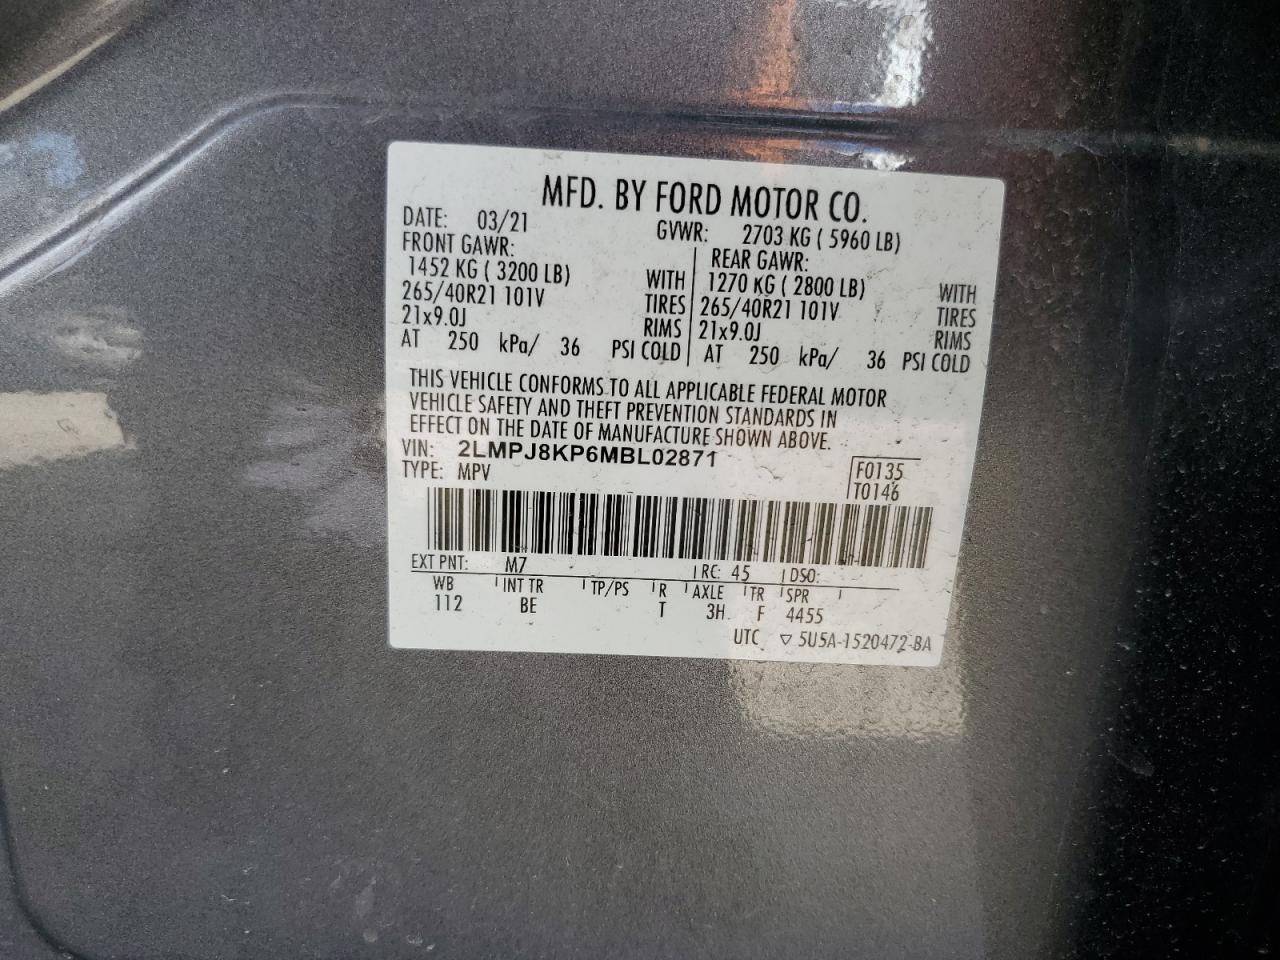 MFD. BY FORD MOTOR CO.
DATE: 03/21 GVWR: 2703 KG ( 5960 LB)
FRONT GAWR: REAR GAWR:
1452 KG ( 3200 LB) WITH 1270 KG ( 2800 LB) WITH
265/40R21 101V TIRES 265/40R21 101V TIRES
21x9.0J RIMS 21x9.0J RIMS
AT 250 kPa/ 36 PSI COLD AT 250 kPa/ 36 PSI COLD
THIS VEHICLE CONFORMS TO ALL APPLICABLE FEDERAL MOTOR
VEHICLE SAFETY AND THEFT PREVENTION STANDARDS IN
EFFECT ON THE DATE OF MANUFACTURE SHOWN ABOVE.
VIN: 2LMPJ8KP6MBL02871 F0135
TYPE: MPV T0146
EXT PNT: M7 RC: 45 DSO:
WB INT TR TP/PS R AXLE TR SPR
112 BE T 3H F 4455
UTC ▽ 5U5A-1520472-BA